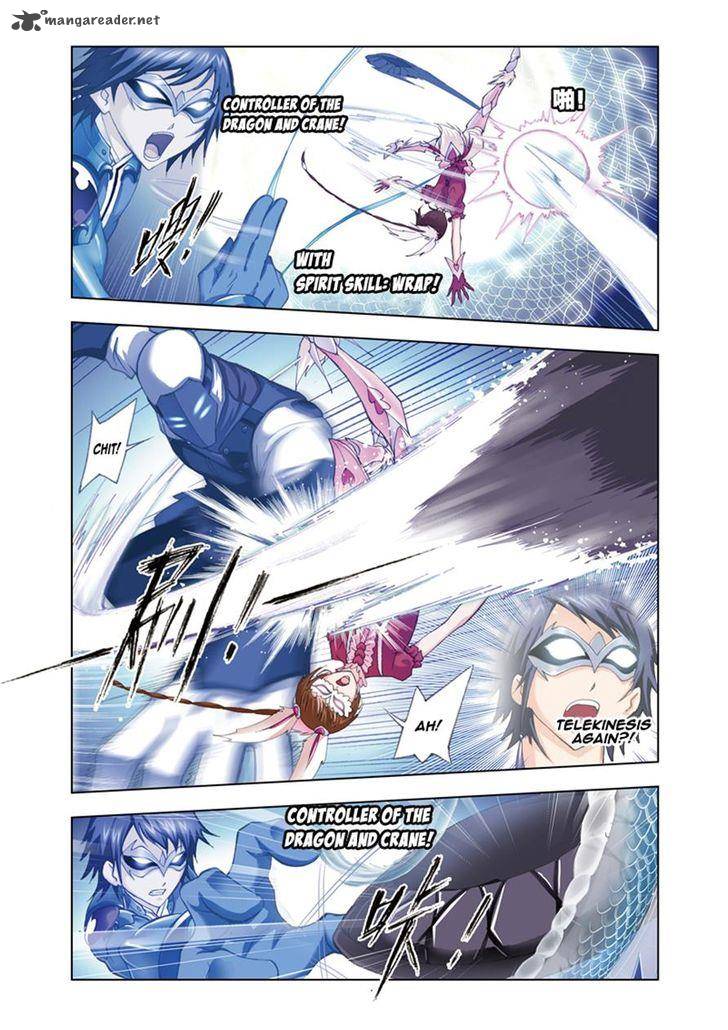 mangareader.net
CONTROLLER OF THE
DRAGON AND CRANE!
啪!
WITH
SPIRIT SKILL: WRAP!
CHIT!
刷!
AH!
TELEKINESIS
AGAIN?!
CONTROLLER OF THE
DRAGON AND CRANE!